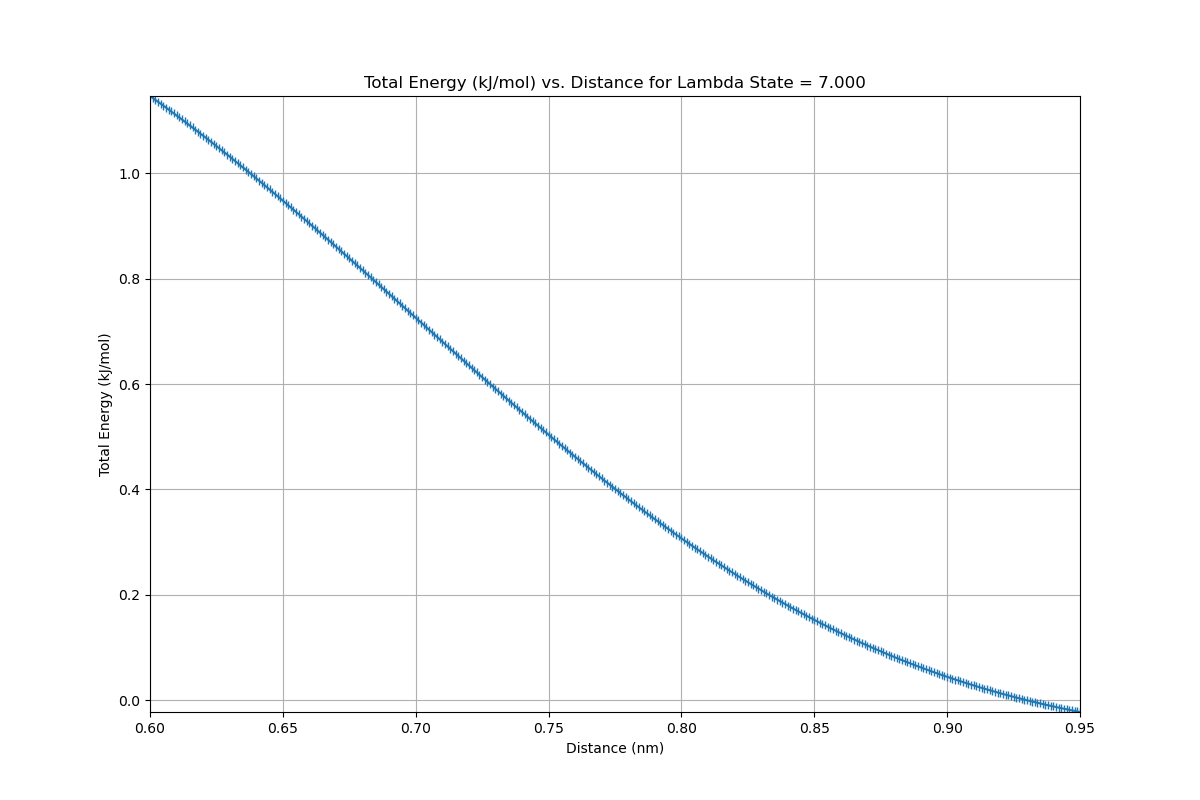 Total Energy (kJ/mol) vs. Distance for Lambda State = 7.000
Total Energy (kJ/mol)
1.0
0.8
0.6
0.4
0.2
0.0
0.60 0.65 0.70 0.75 0.80 0.85 0.90 0.95
Distance (nm)